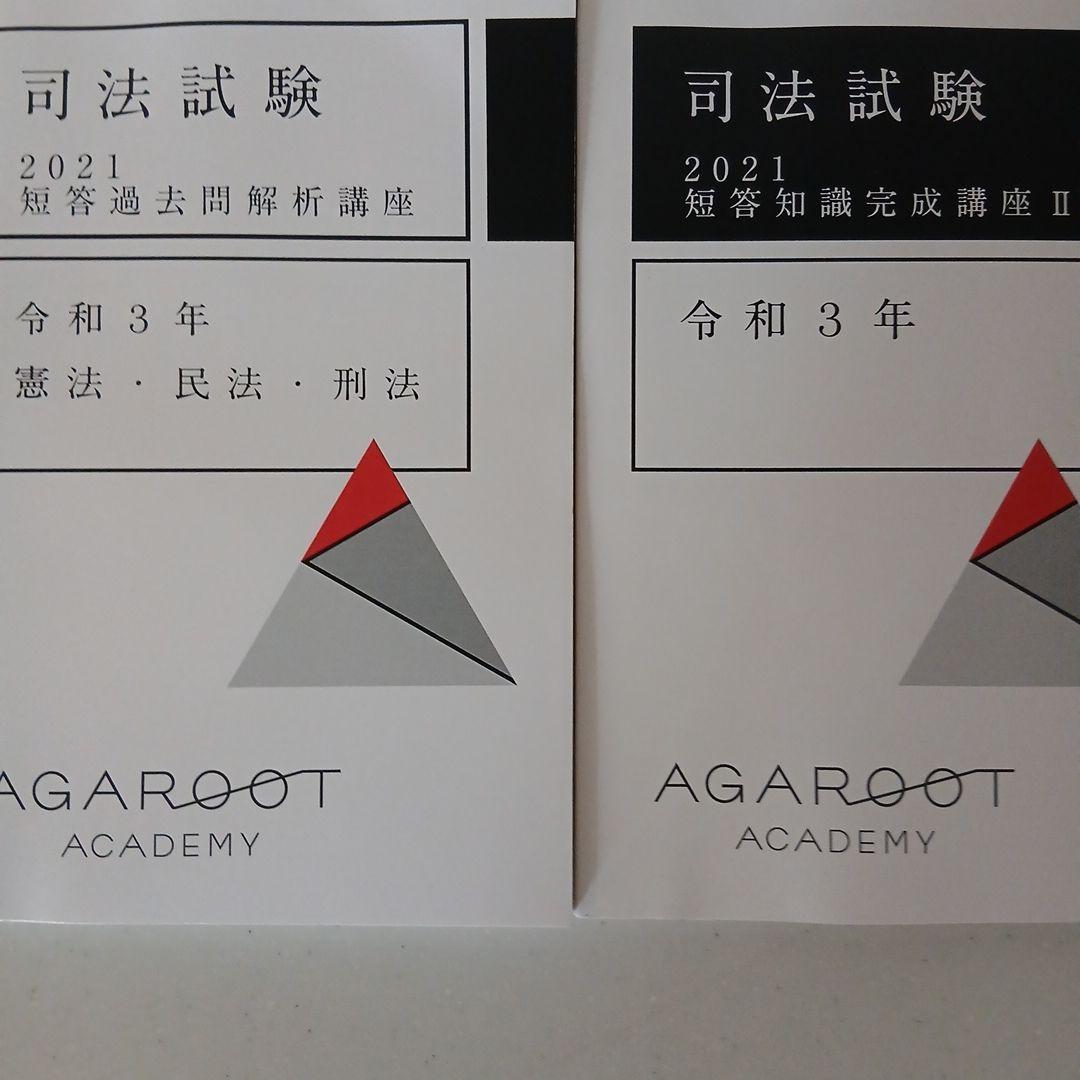 司法試験
2021
短答過去問解析講座
令和3年
憲法・民法・刑法
AGAROOT
ACADEMY
司法試験
2021
短答知識完成講座Ⅱ
令和3年
AGAROOT
ACADEMY